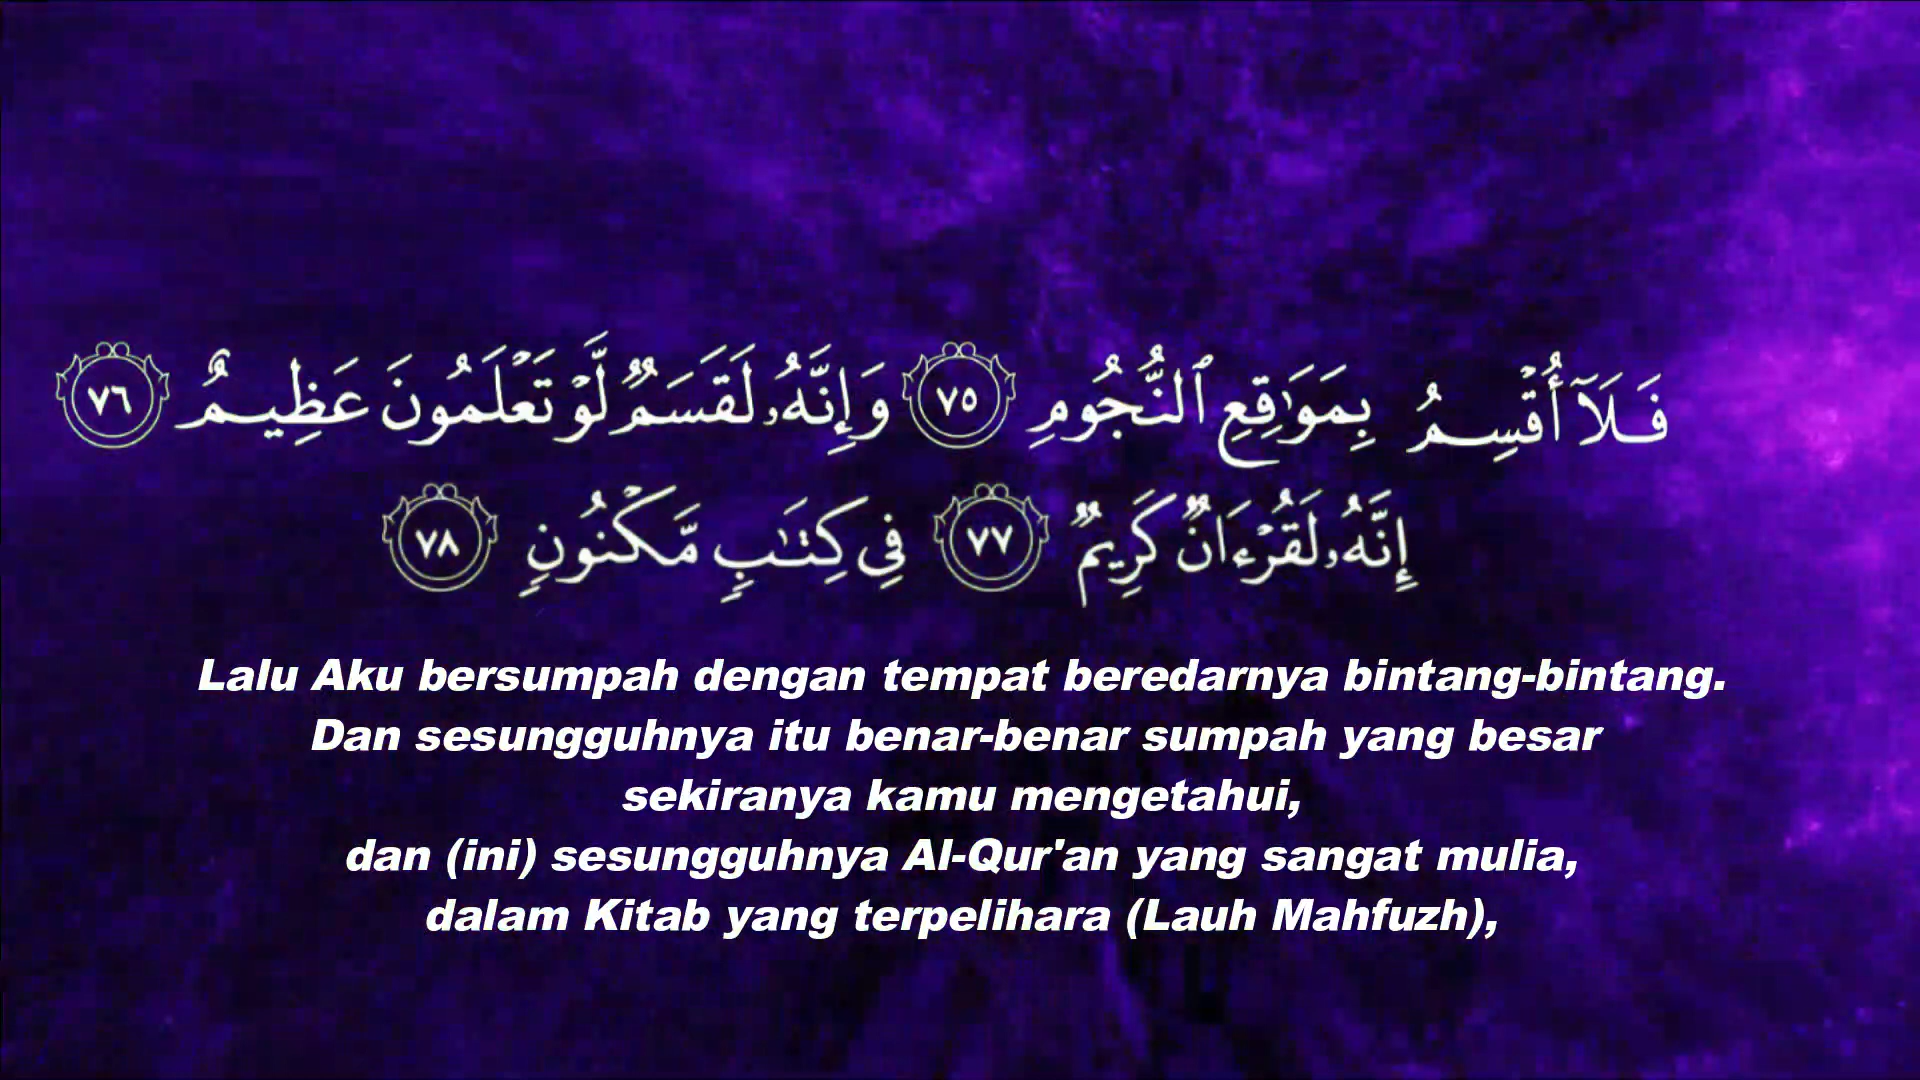 فَلَآ أُقْسِمُ بِمَوَٰقِعِ ٱلنُّجُومِ ٧٥ وَإِنَّهُۥ لَقَسَمٌ لَّوْ تَعْلَمُونَ عَظِيمٌ ٧٦
إِنَّهُۥ لَقُرْءَانٌ كَرِيمٌ ٧٧ فِى كِتَٰبٍ مَّكْنُونٍ ٧٨
Lalu Aku bersumpah dengan tempat beredarnya bintang-bintang.
Dan sesungguhnya itu benar-benar sumpah yang besar
sekiranya kamu mengetahui,
dan (ini) sesungguhnya Al-Qur'an yang sangat mulia,
dalam Kitab yang terpelihara (Lauh Mahfuzh),